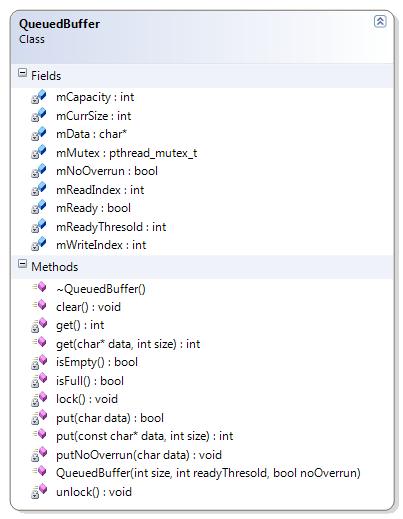 QueuedBuffer
Class
Fields
mCapacity : int
mCurrSize : int
mData : char*
mMutex : pthread_mutex_t
mNoOverrun : bool
mReadIndex : int
mReady : bool
mReadyThresold : int
mWriteIndex : int
Methods
~QueuedBuffer()
clear() : void
get() : int
get(char* data, int size) : int
isEmpty() : bool
isFull() : bool
lock() : void
put(char data) : bool
put(const char* data, int size) : int
putNoOverrun(char data) : void
QueuedBuffer(int size, int readyThresold, bool noOverrun)
unlock() : void